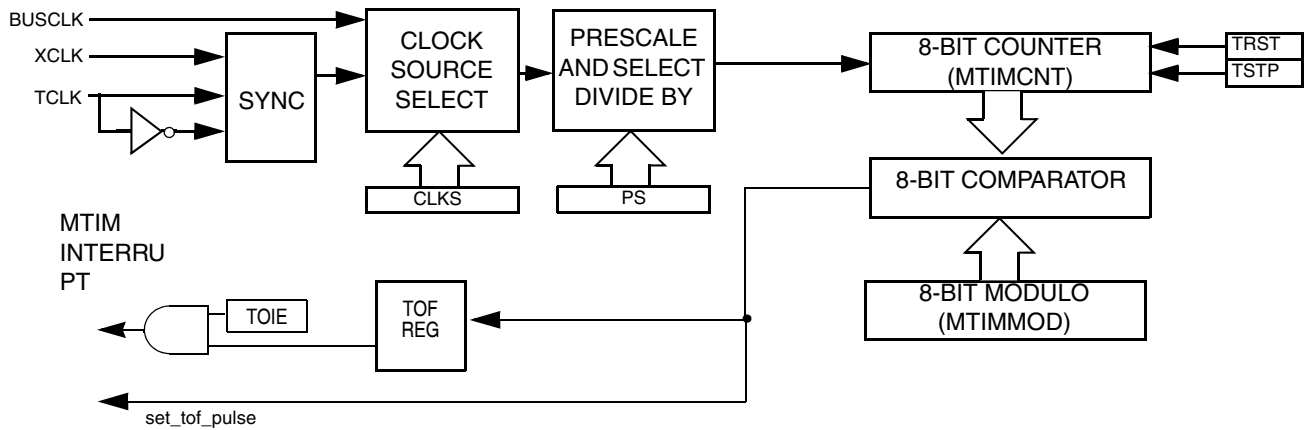 BUSCLK
XCLK
TCLK
SYNC
CLOCK
SOURCE
SELECT
PRESCALE
AND SELECT
DIVIDE BY
8-BIT COUNTER
(MTIMCNT)
TRST
TSTP
CLKS
PS
8-BIT COMPARATOR
MTIM
INTERRU
PT
8-BIT MODULO
(MTIMMOD)
TOIE
TOF
REG
set_tof_pulse